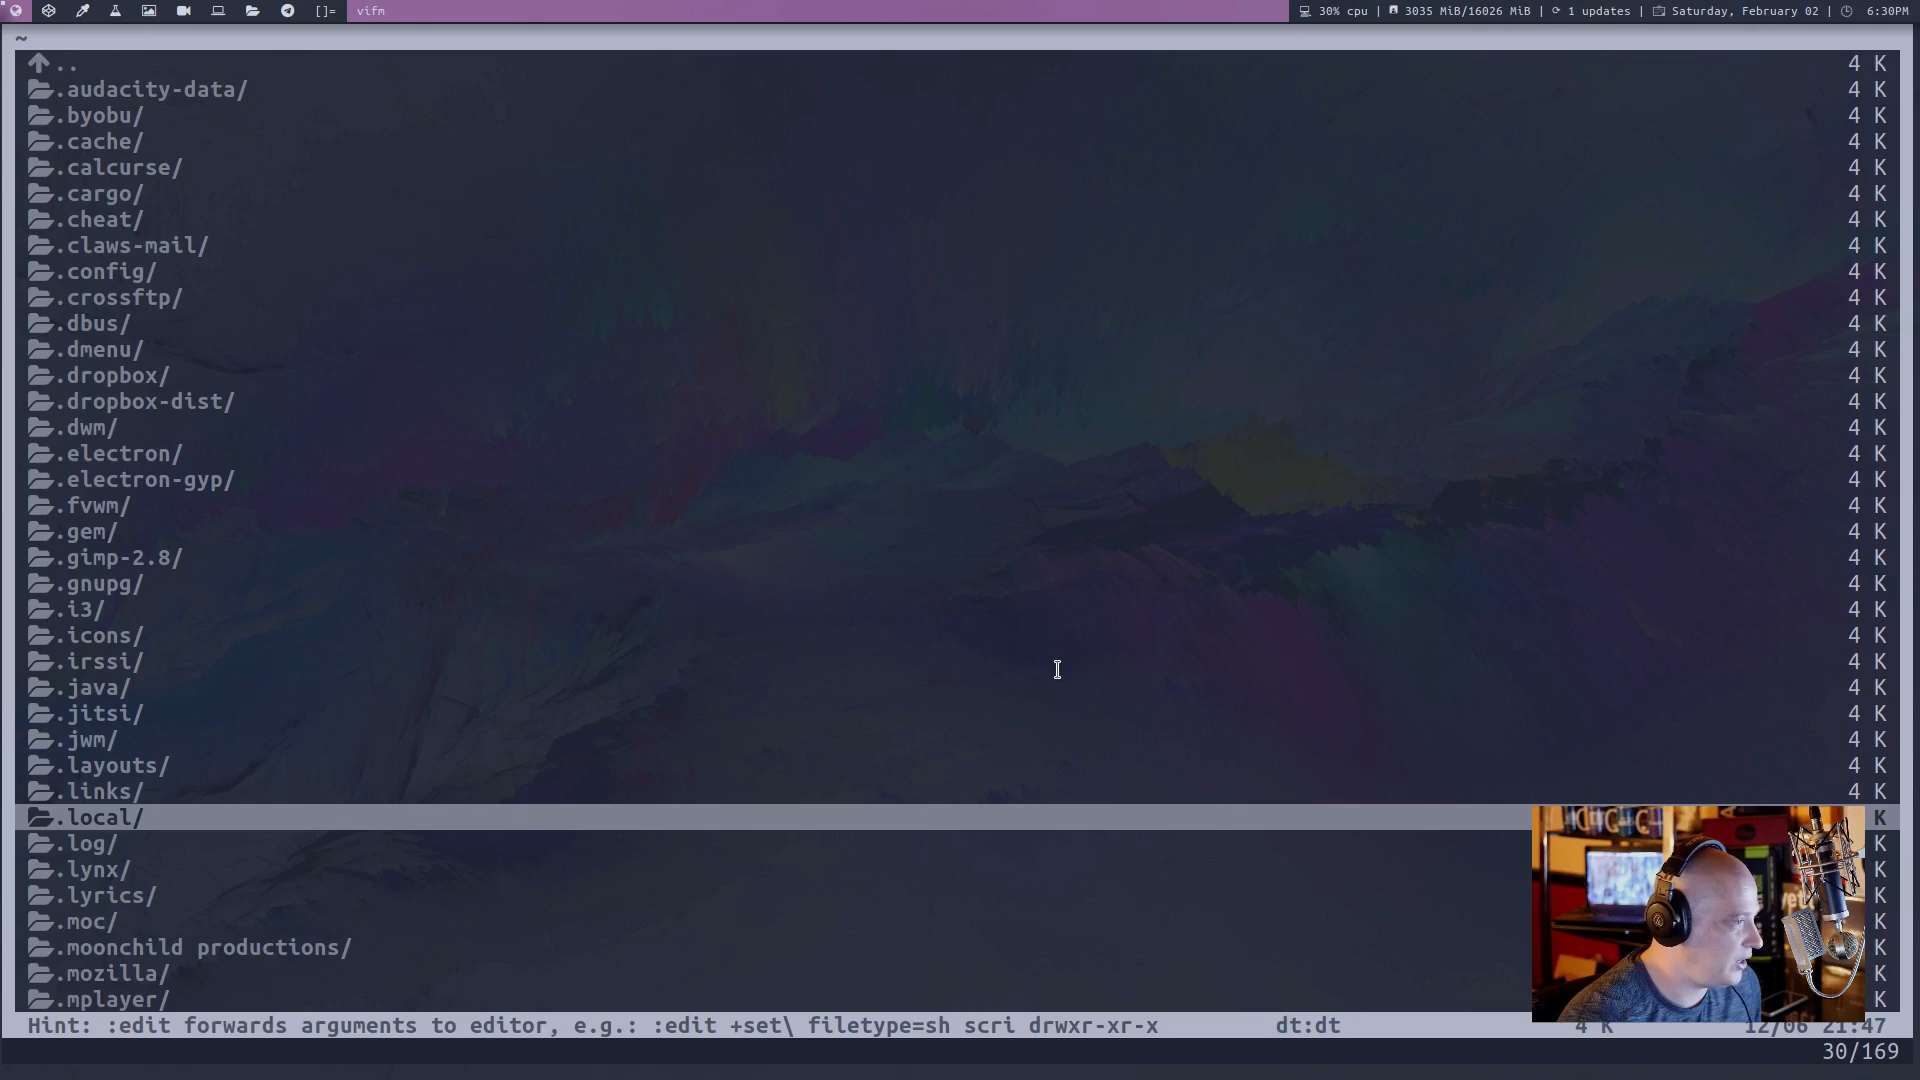 []= vifm 30% cpu | 3035 MiB/16026 MiB | 1 updates | Saturday, February 02 | 6:30PM
~
.. 4 K
.audacity-data/ 4 K
.byobu/ 4 K
.cache/ 4 K
.calcurse/ 4 K
.cargo/ 4 K
.cheat/ 4 K
.claws-mail/ 4 K
.config/ 4 K
.crossftp/ 4 K
.dbus/ 4 K
.dmenu/ 4 K
.dropbox/ 4 K
.dropbox-dist/ 4 K
.dwm/ 4 K
.electron/ 4 K
.electron-gyp/ 4 K
.fvwm/ 4 K
.gem/ 4 K
.gimp-2.8/ 4 K
.gnupg/ 4 K
.i3/ 4 K
.icons/ 4 K
.irssi/ 4 K
.java/ 4 K
.jitsi/ 4 K
.jwm/ 4 K
.layouts/ 4 K
.links/ 4 K
.local/ K
.log/ K
.lynx/ K
.lyrics/ K
.moc/ K
.moonchild productions/ K
.mozilla/ K
.mplayer/ K
Hint: :edit forwards arguments to editor, e.g.: :edit +set\ filetype=sh scri drwxr-xr-x dt:dt 4 K 12/06 21:47
30/169